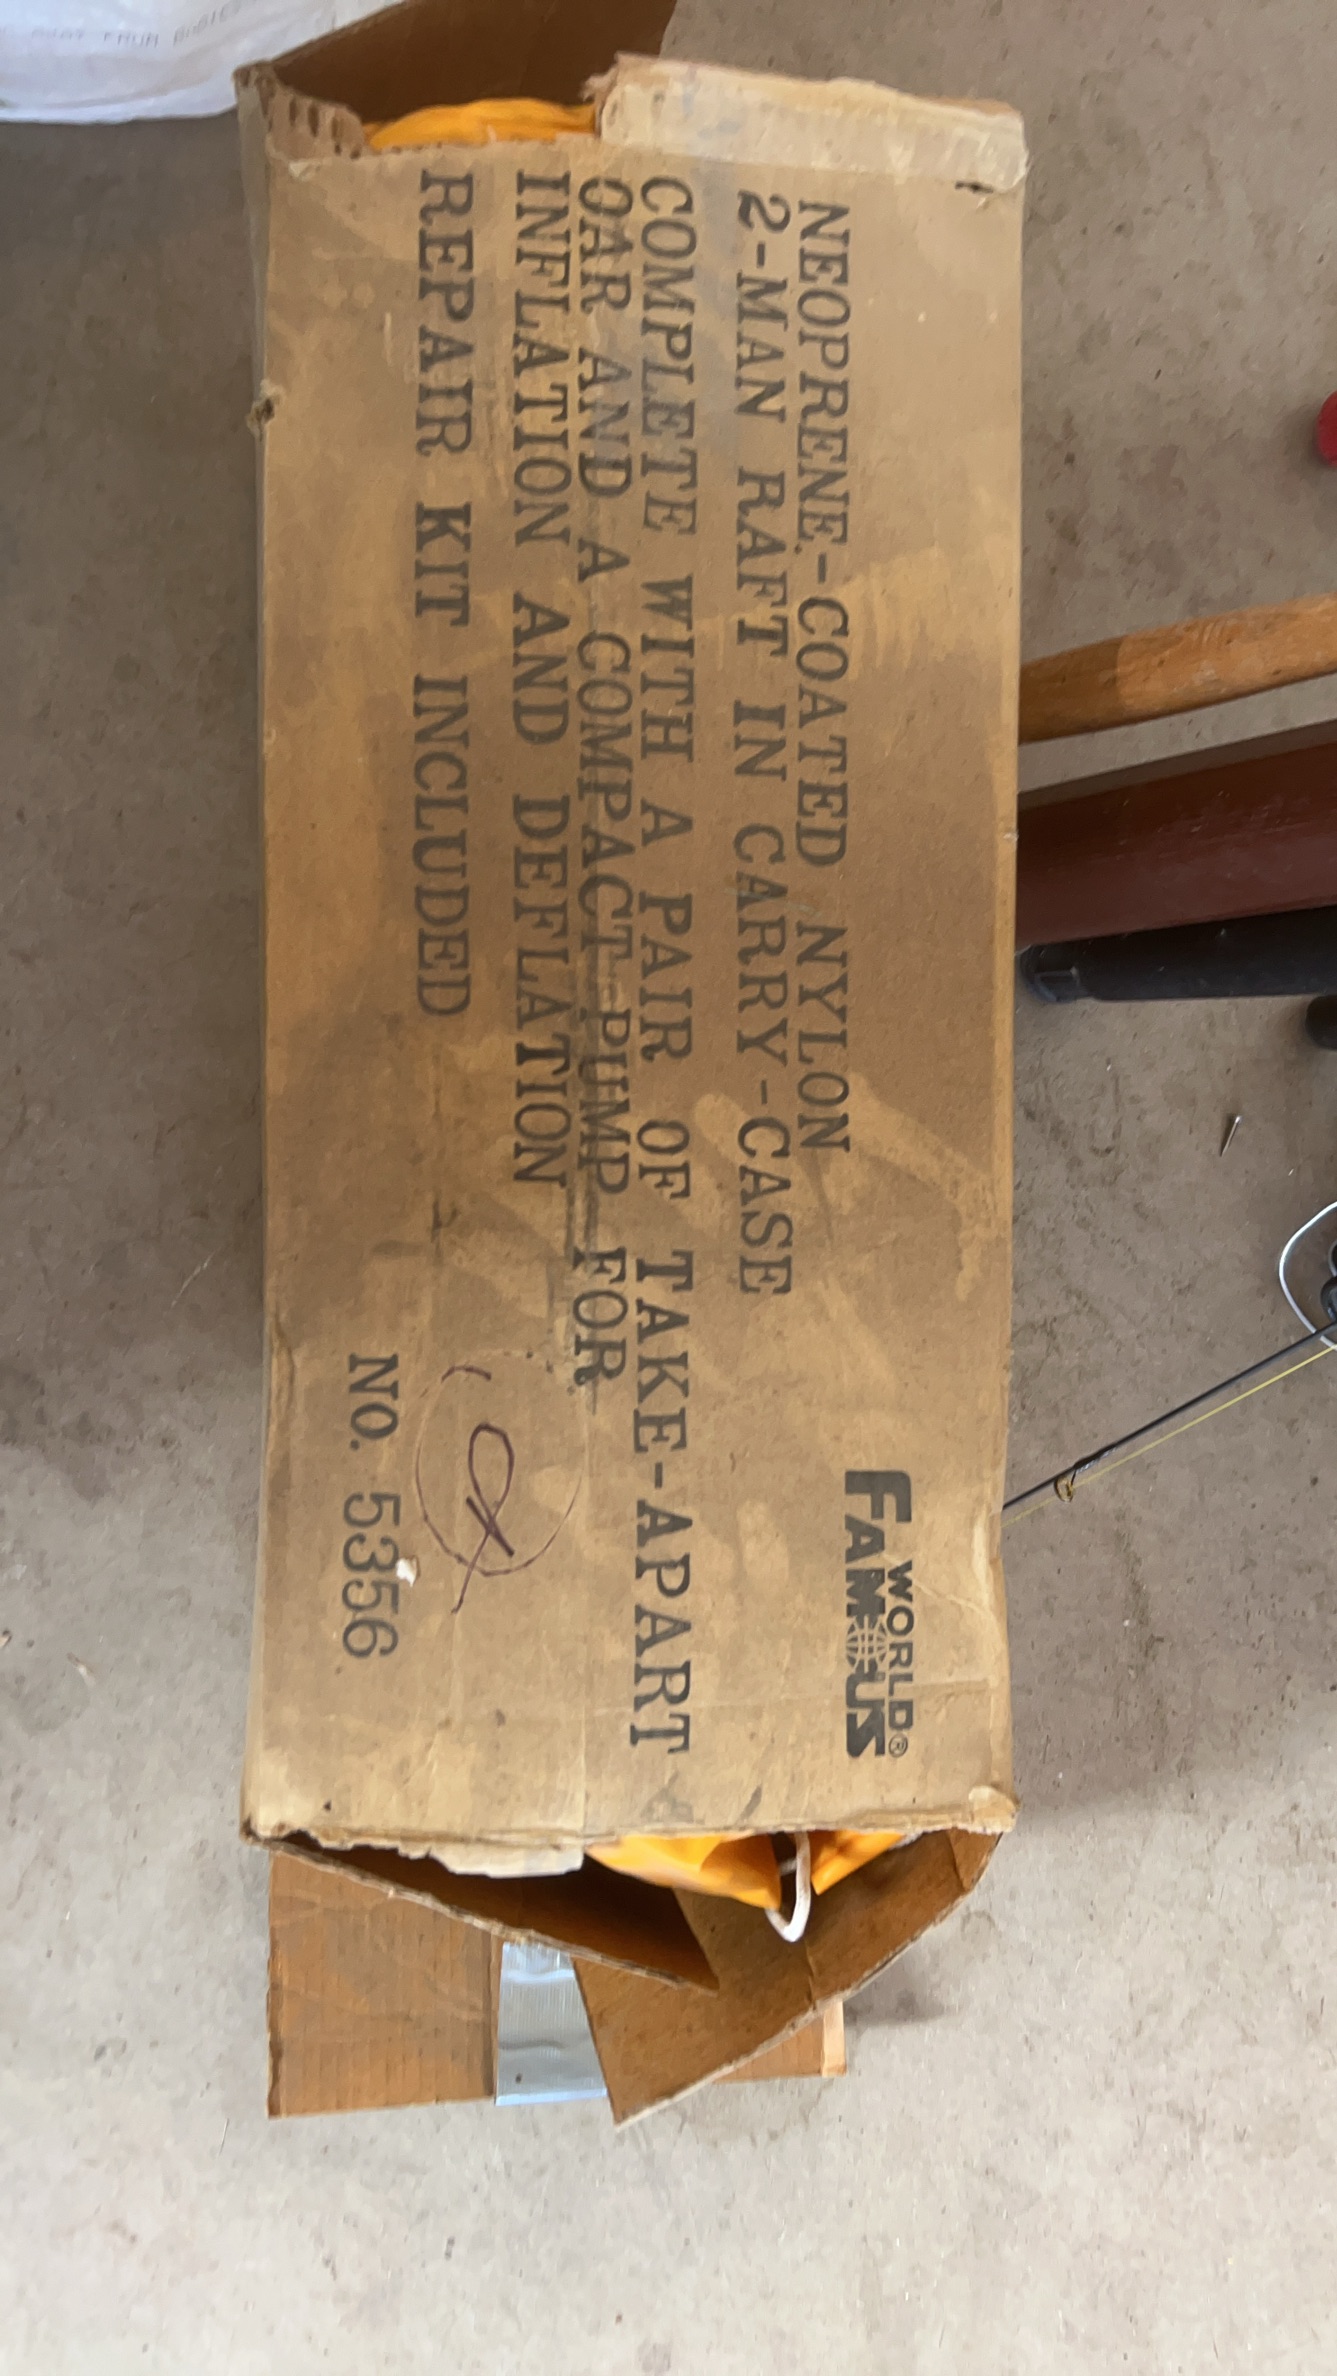 WORLD®
FAMOUS
NEOPRENE-COATED NYLON
2-MAN RAFT IN CARRY-CASE
COMPLETE WITH A PAIR OF TAKE-APART
OAR AND A COMPACT PUMP FOR
INFLATION AND DEFLATION
REPAIR KIT INCLUDED
NO. 5356